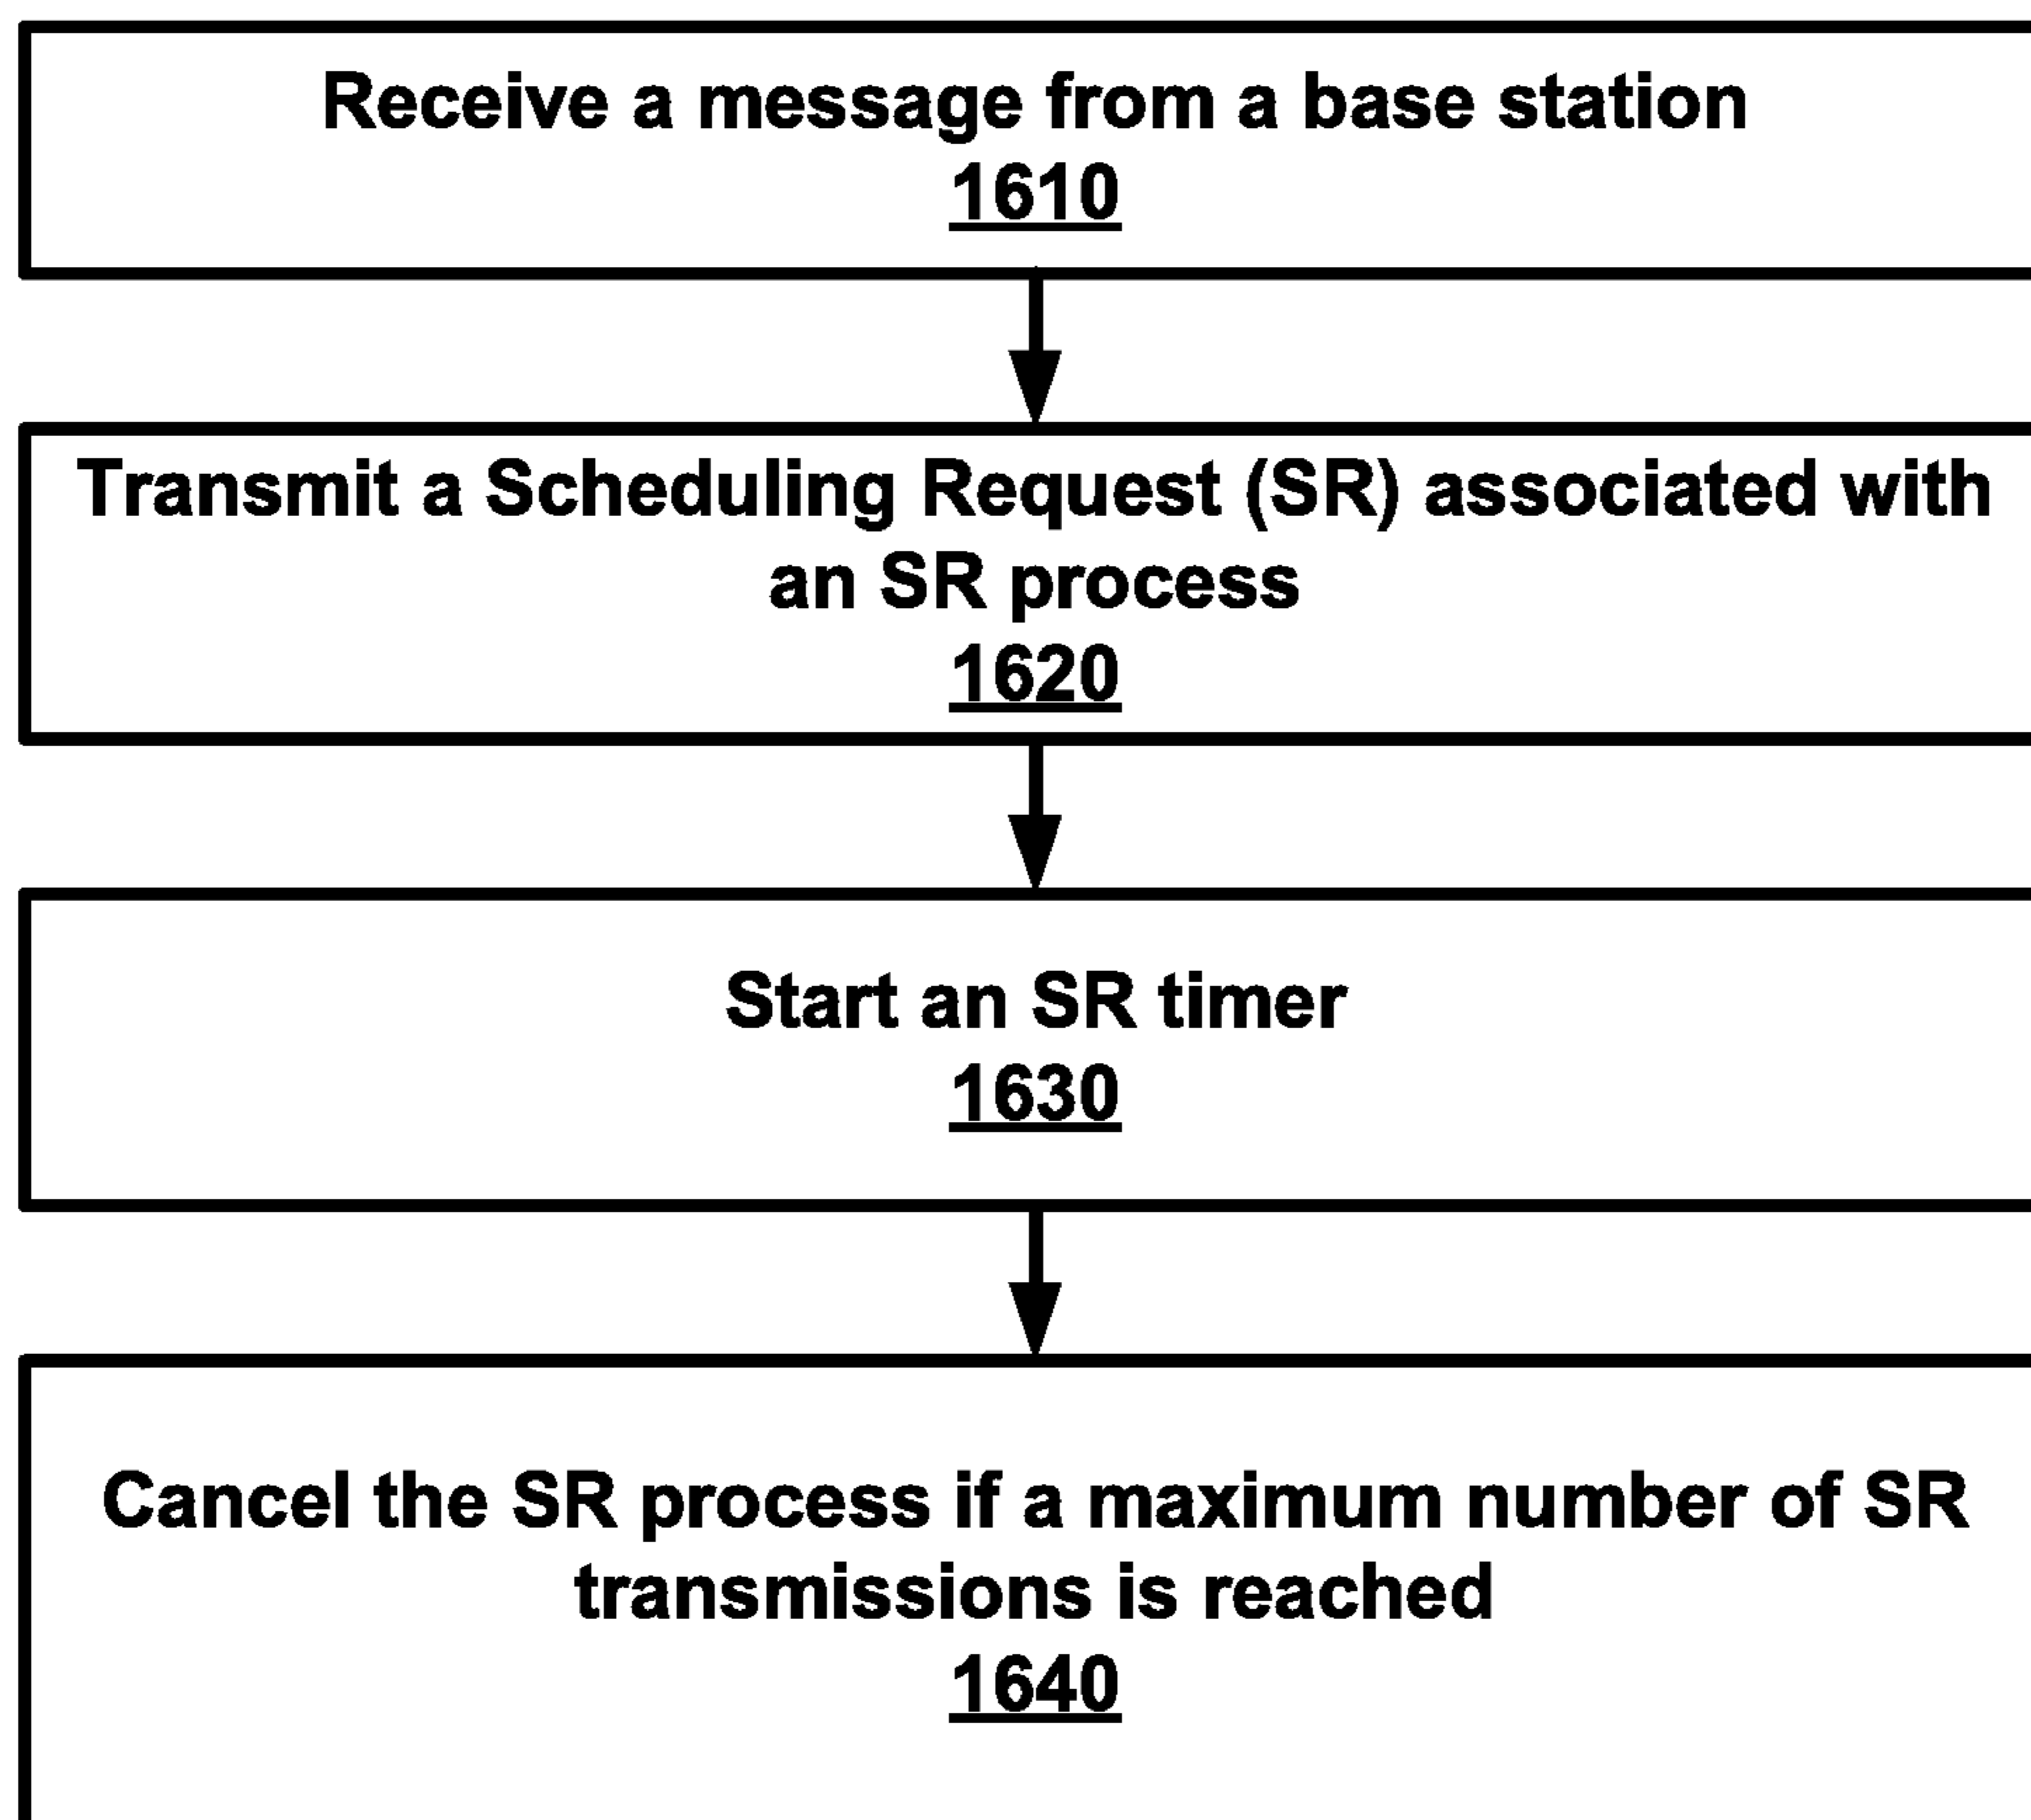 Receive a message from a base station
1610
Transmit a Scheduling Request (SR) associated with
an SR process
1620
Start an SR timer
1630
Cancel the SR process if a maximum number of SR
transmissions is reached
1640